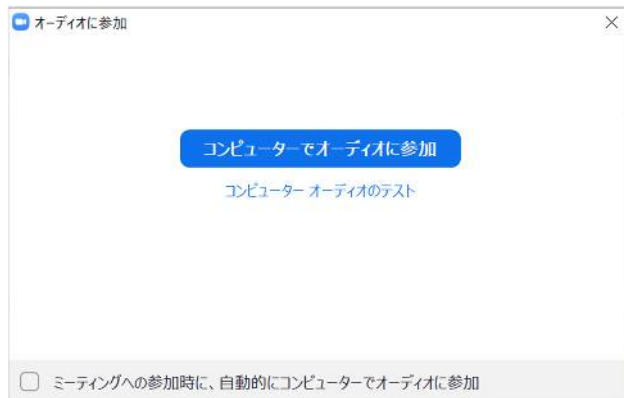 オーディオに参加
コンピューターでオーディオに参加
コンピューター オーディオのテスト
ミーティングへの参加時に、自動的にコンピューターでオーディオに参加